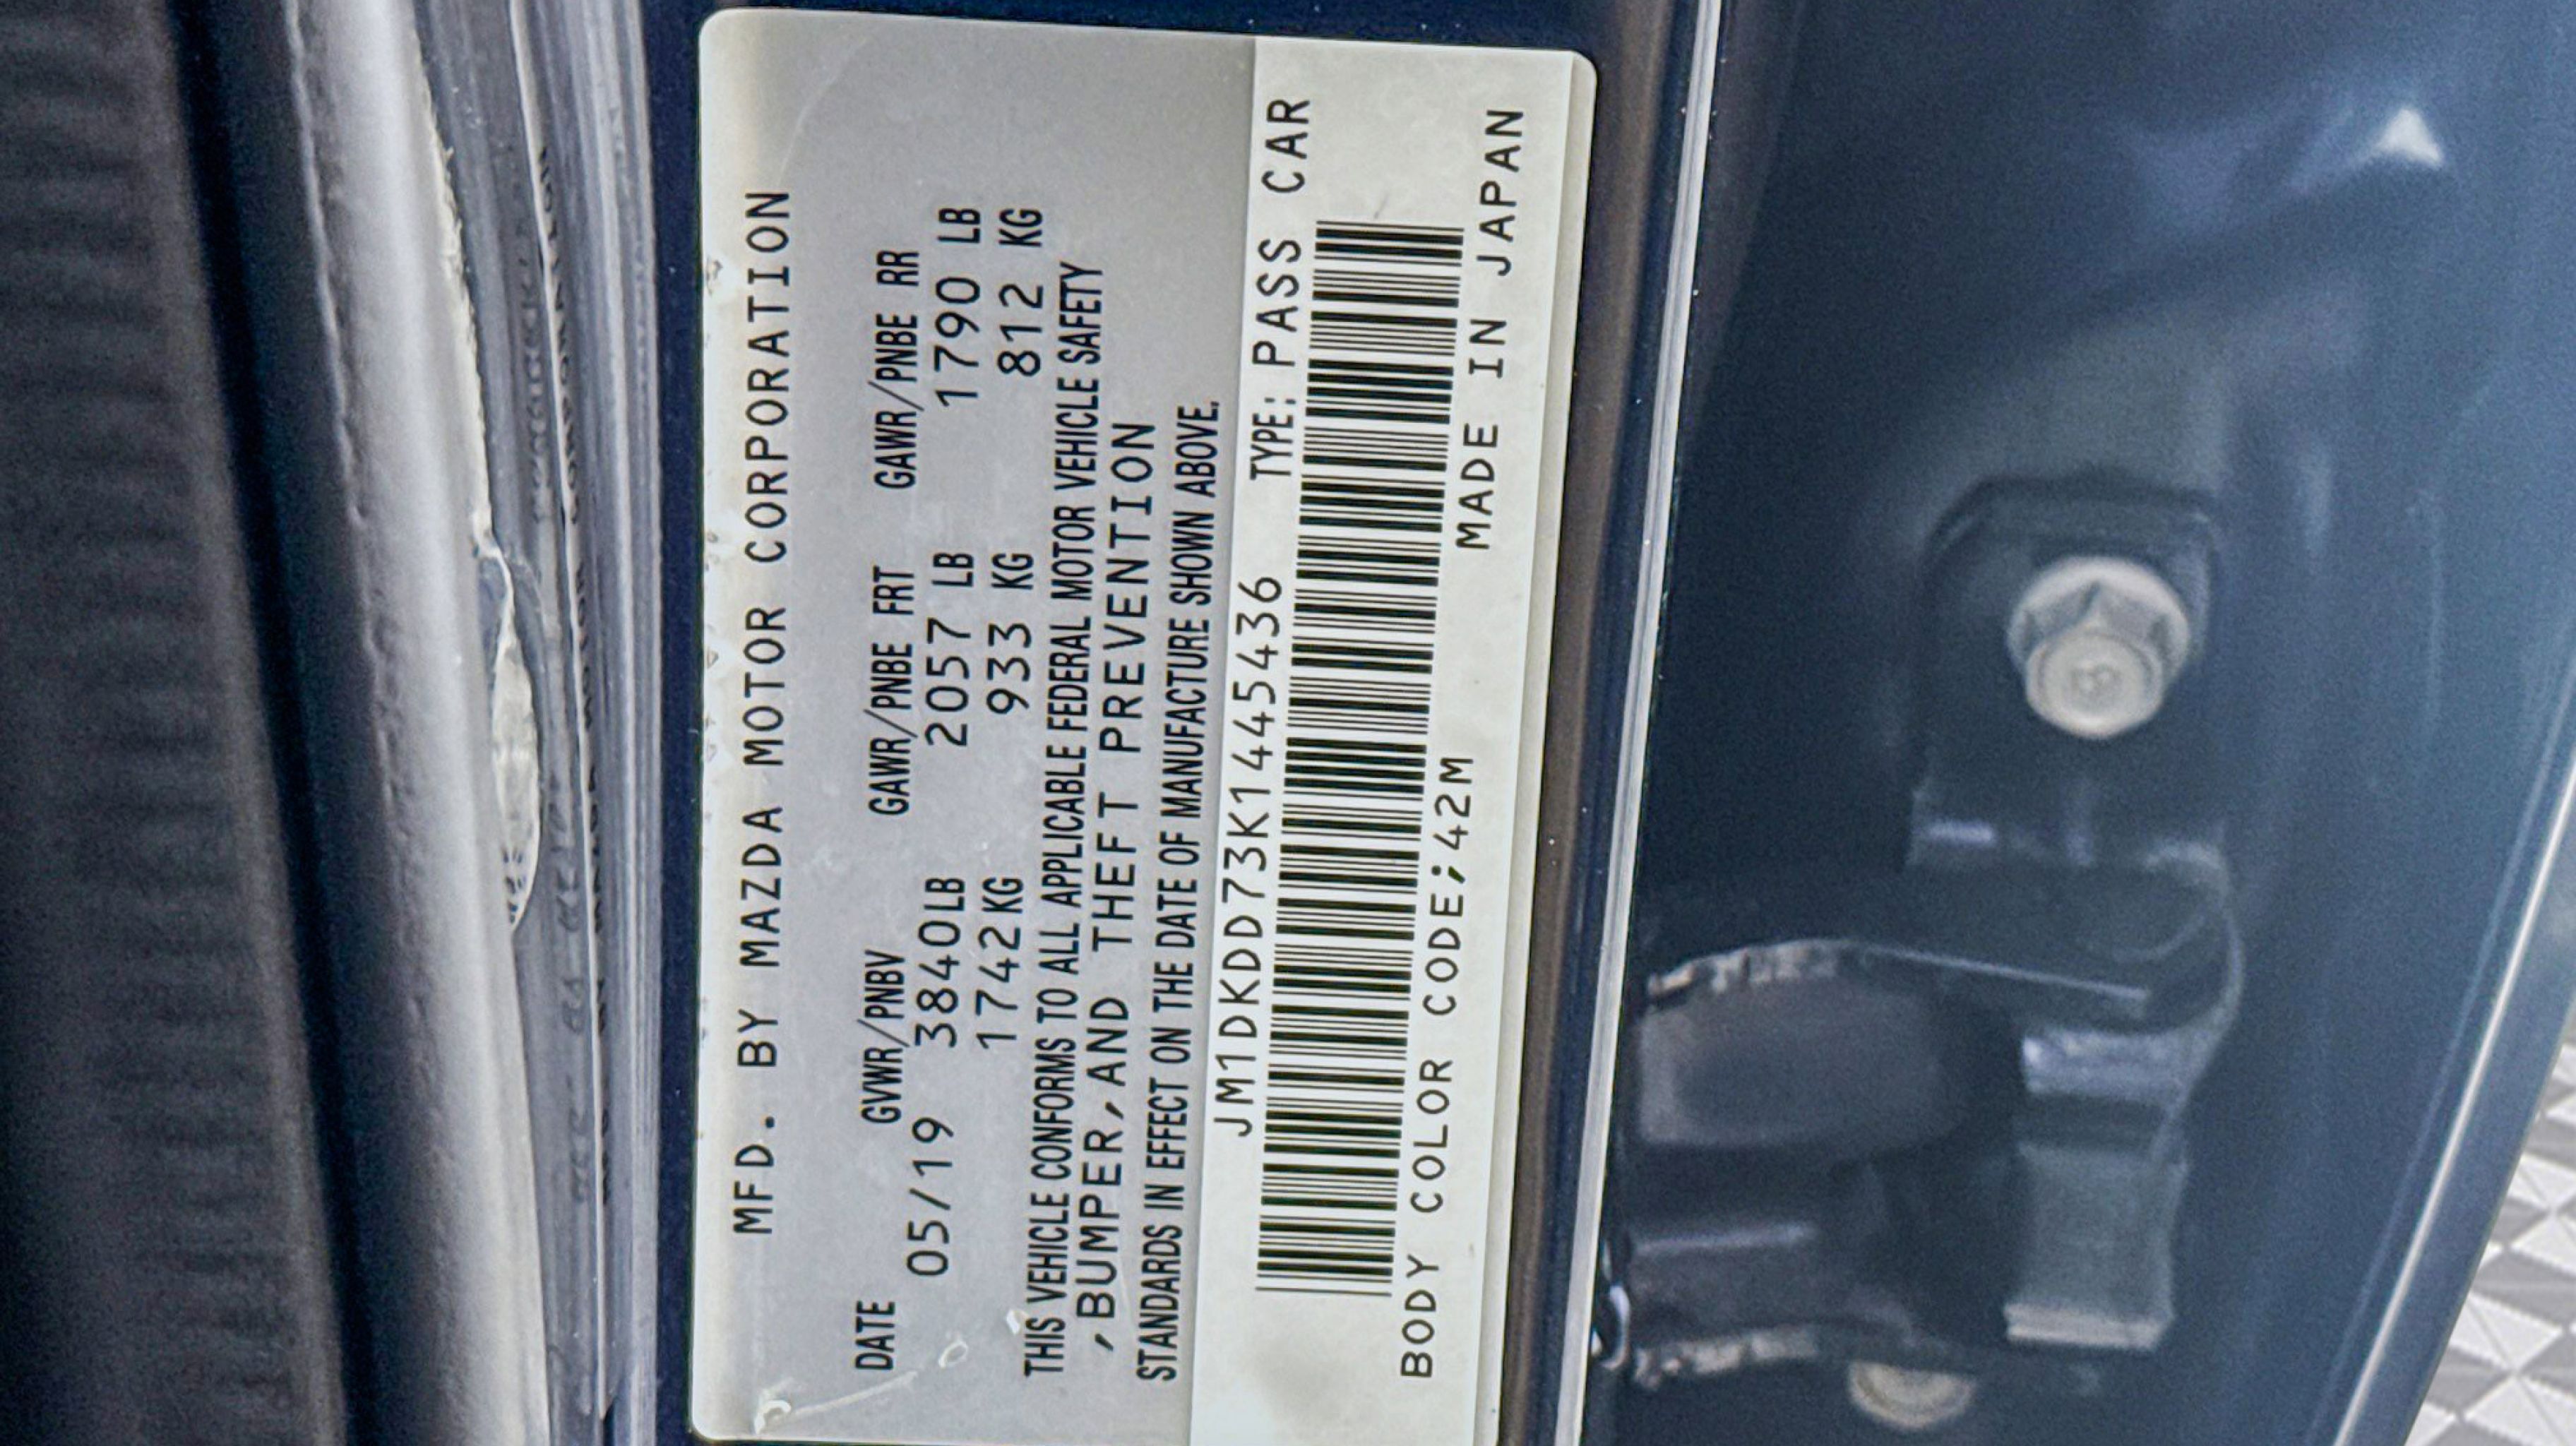 MFD. BY MAZDA MOTOR CORPORATION
DATE GVWR/PNBV GAWR/PNBE FRT GAWR/PNBE RR
05/19 3840LB 2057 LB 1790 LB
1742KG 933 KG 812 KG
THIS VEHICLE CONFORMS TO ALL APPLICABLE FEDERAL MOTOR VEHICLE SAFETY
,BUMPER,AND THEFT PREVENTION
STANDARDS IN EFFECT ON THE DATE OF MANUFACTURE SHOWN ABOVE.
JM1DKDD73K1445436 TYPE: PASS CAR
BODY COLOR CODE;42M MADE IN JAPAN